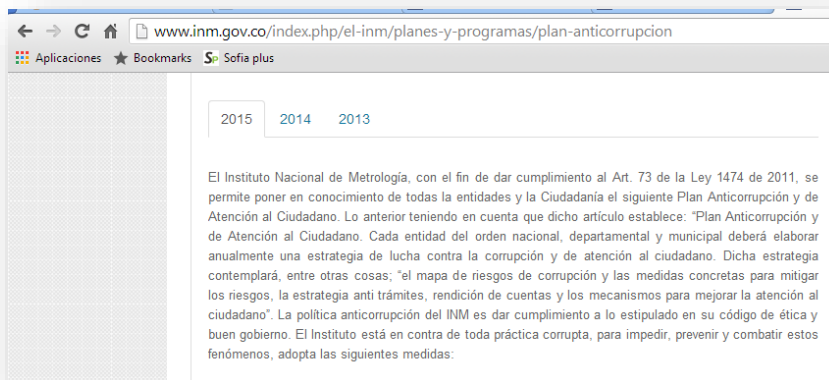 www.inm.gov.co/index.php/el-inm/planes-y-programas/plan-anticorrupcion
Aplicaciones Bookmarks Sp Sofia plus
2015 2014 2013
El Instituto Nacional de Metrología, con el fin de dar cumplimiento al Art. 73 de la Ley 1474 de 2011, se
permite poner en conocimiento de todas la entidades y la Ciudadanía el siguiente Plan Anticorrupción y de
Atención al Ciudadano. Lo anterior teniendo en cuenta que dicho artículo establece: “Plan Anticorrupción y
de Atención al Ciudadano. Cada entidad del orden nacional, departamental y municipal deberá elaborar
anualmente una estrategia de lucha contra la corrupción y de atención al ciudadano. Dicha estrategia
contemplará, entre otras cosas; “el mapa de riesgos de corrupción y las medidas concretas para mitigar
los riesgos, la estrategia anti trámites, rendición de cuentas y los mecanismos para mejorar la atención al
ciudadano”. La política anticorrupción del INM es dar cumplimiento a lo estipulado en su código de ética y
buen gobierno. El Instituto está en contra de toda práctica corrupta, para impedir, prevenir y combatir estos
fenómenos, adopta las siguientes medidas: